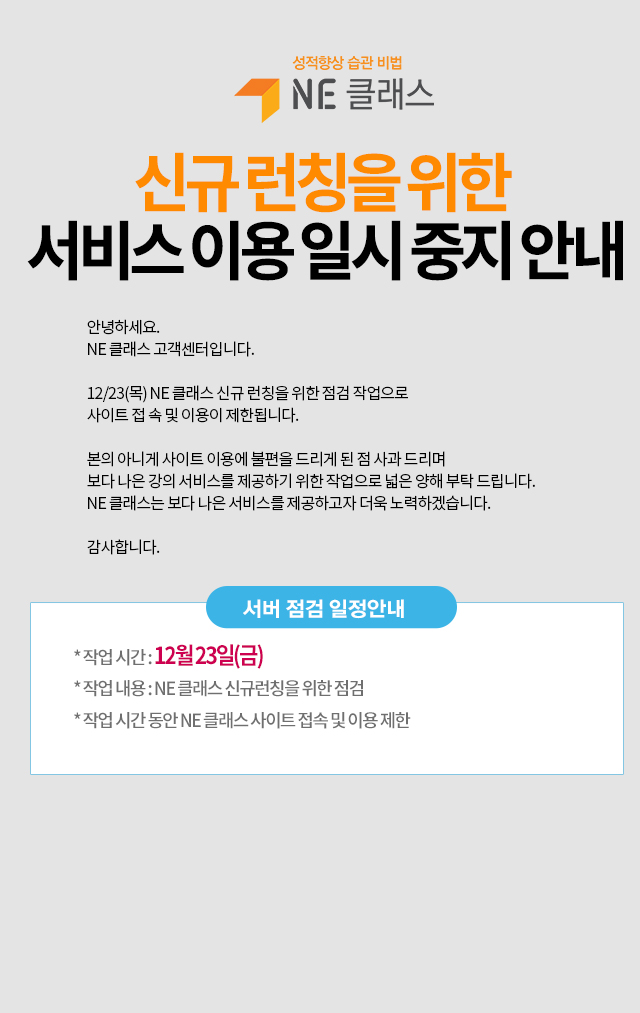 성적향상 습관 비법
NE 클래스
신규 런칭을 위한
서비스 이용 일시 중지 안내
안녕하세요.
NE 클래스 고객센터입니다.
12/23(목) NE 클래스 신규 런칭을 위한 점검 작업으로
사이트 접 속 및 이용이 제한됩니다.
본의 아니게 사이트 이용에 불편을 드리게 된 점 사과 드리며
보다 나은 강의 서비스를 제공하기 위한 작업으로 넓은 양해 부탁 드립니다.
NE 클래스는 보다 나은 서비스를 제공하고자 더욱 노력하겠습니다.
감사합니다.
서버 점검 일정안내
* 작업 시간 : 12월 23일(금)
* 작업 내용 : NE 클래스 신규런칭을 위한 점검
* 작업 시간 동안 NE 클래스 사이트 접속 및 이용 제한